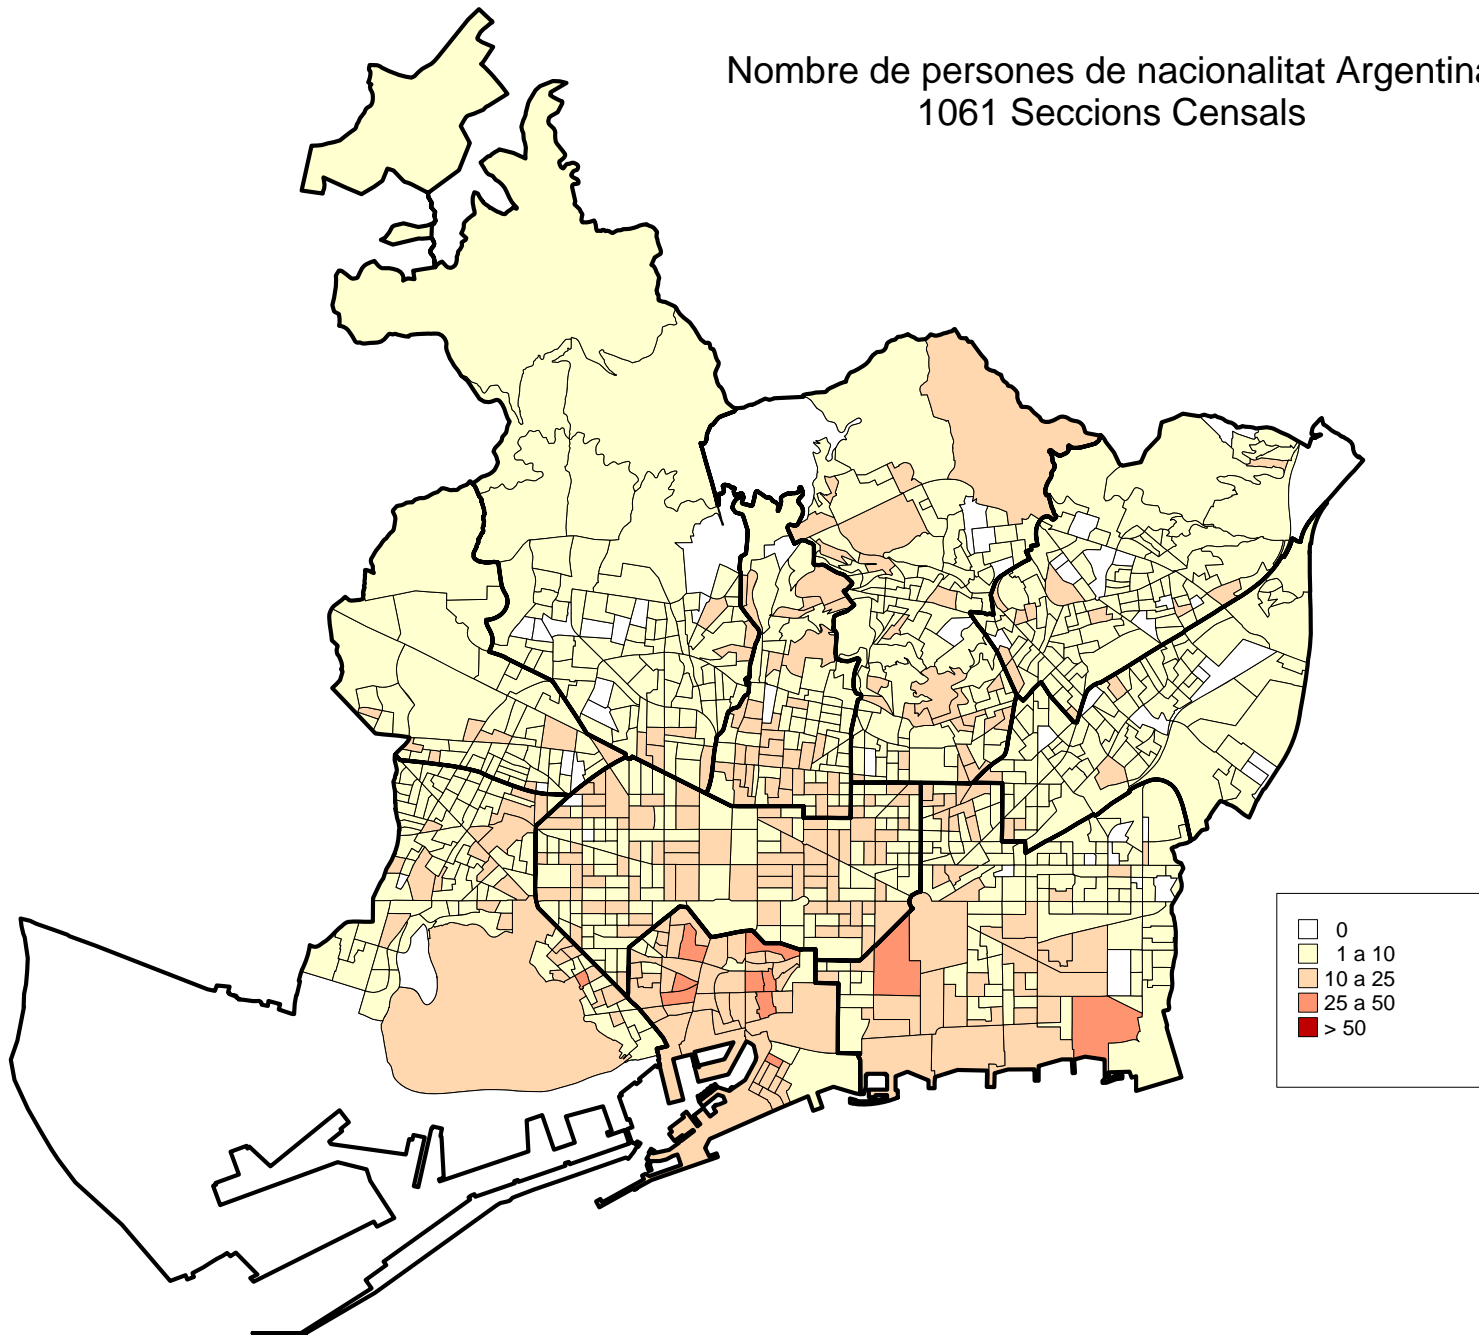 Nombre de persones de nacionalitat Argentina
1061 Seccions Censals
0
1 a 10
10 a 25
25 a 50
> 50